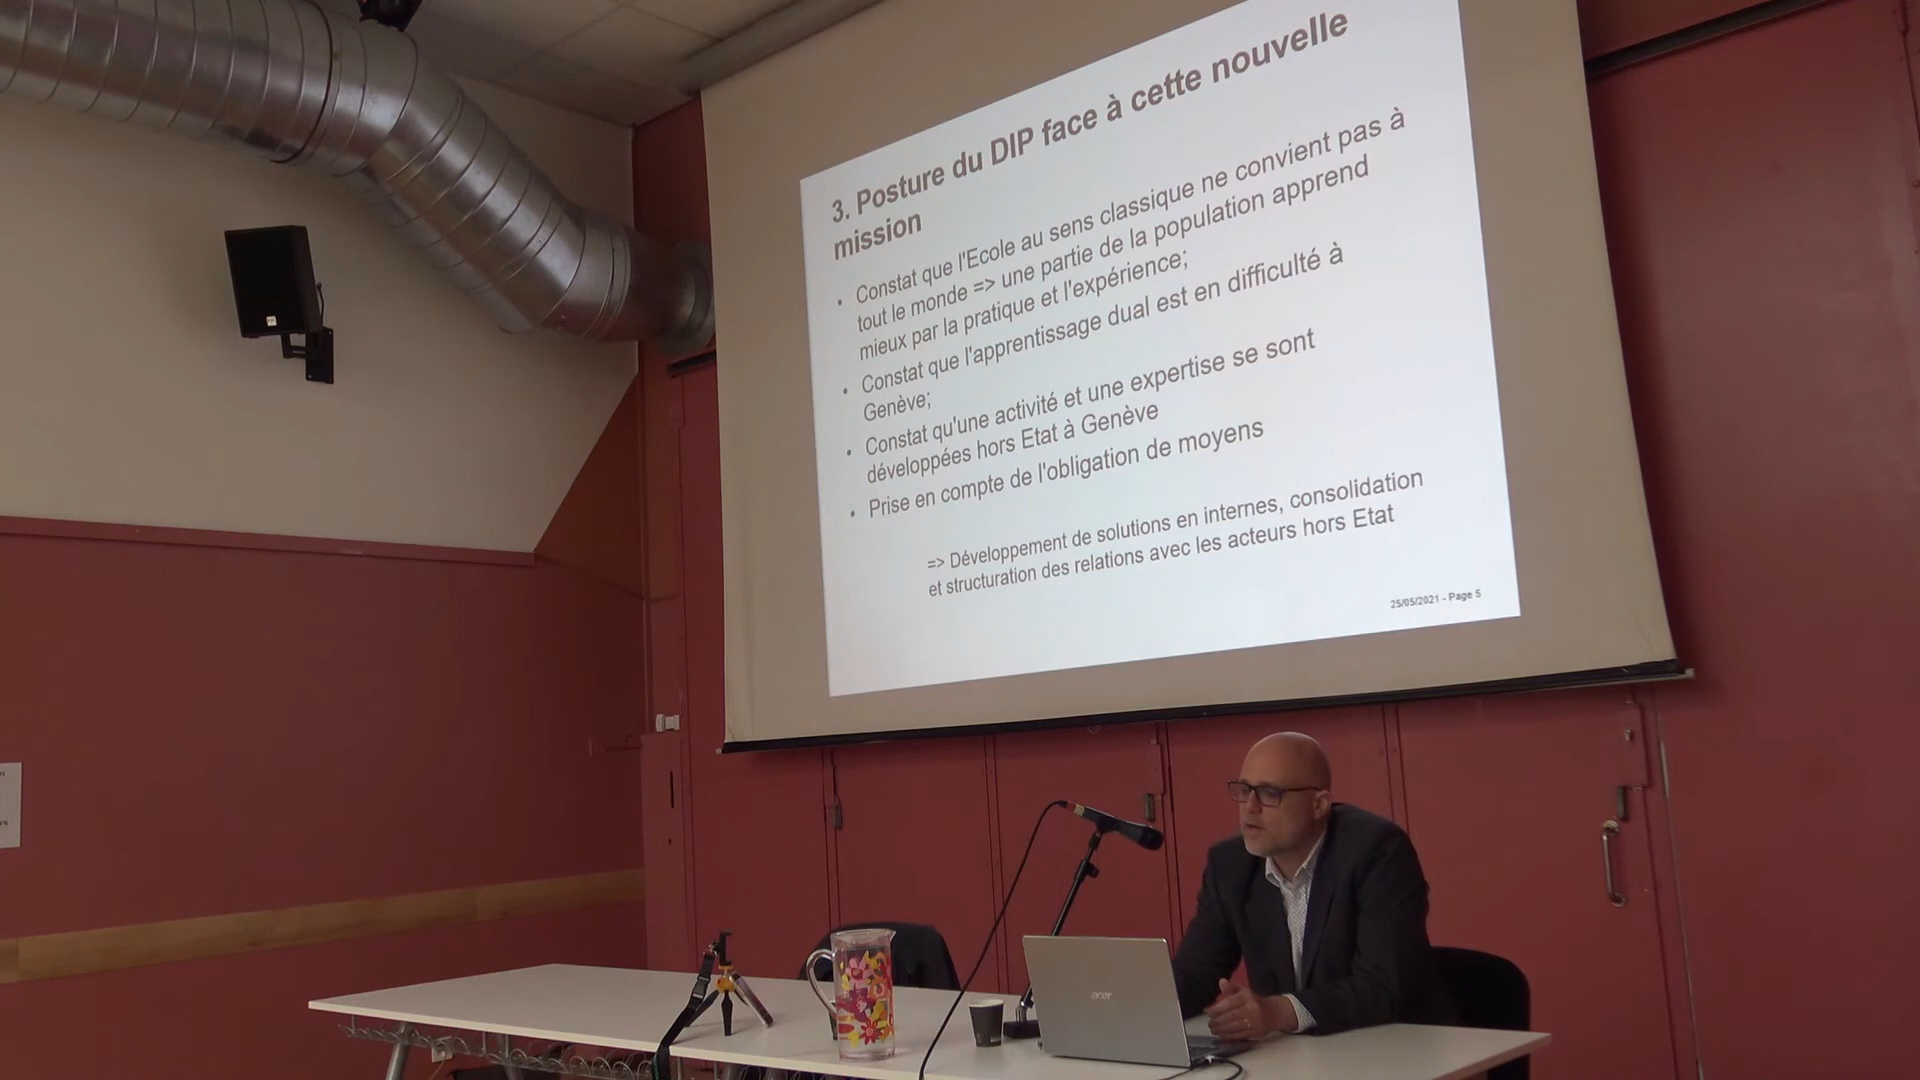 3. Posture du DIP face à cette nouvelle
mission
• Constat que l'Ecole au sens classique ne convient pas à
tout le monde => une partie de la population apprend
mieux par la pratique et l'expérience;
• Constat que l'apprentissage dual est en difficulté à
Genève;
• Constat qu'une activité et une expertise se sont
développées hors Etat à Genève
• Prise en compte de l'obligation de moyens
=> Développement de solutions en internes, consolidation
et structuration des relations avec les acteurs hors Etat
25/05/2021 - Page 5
acer